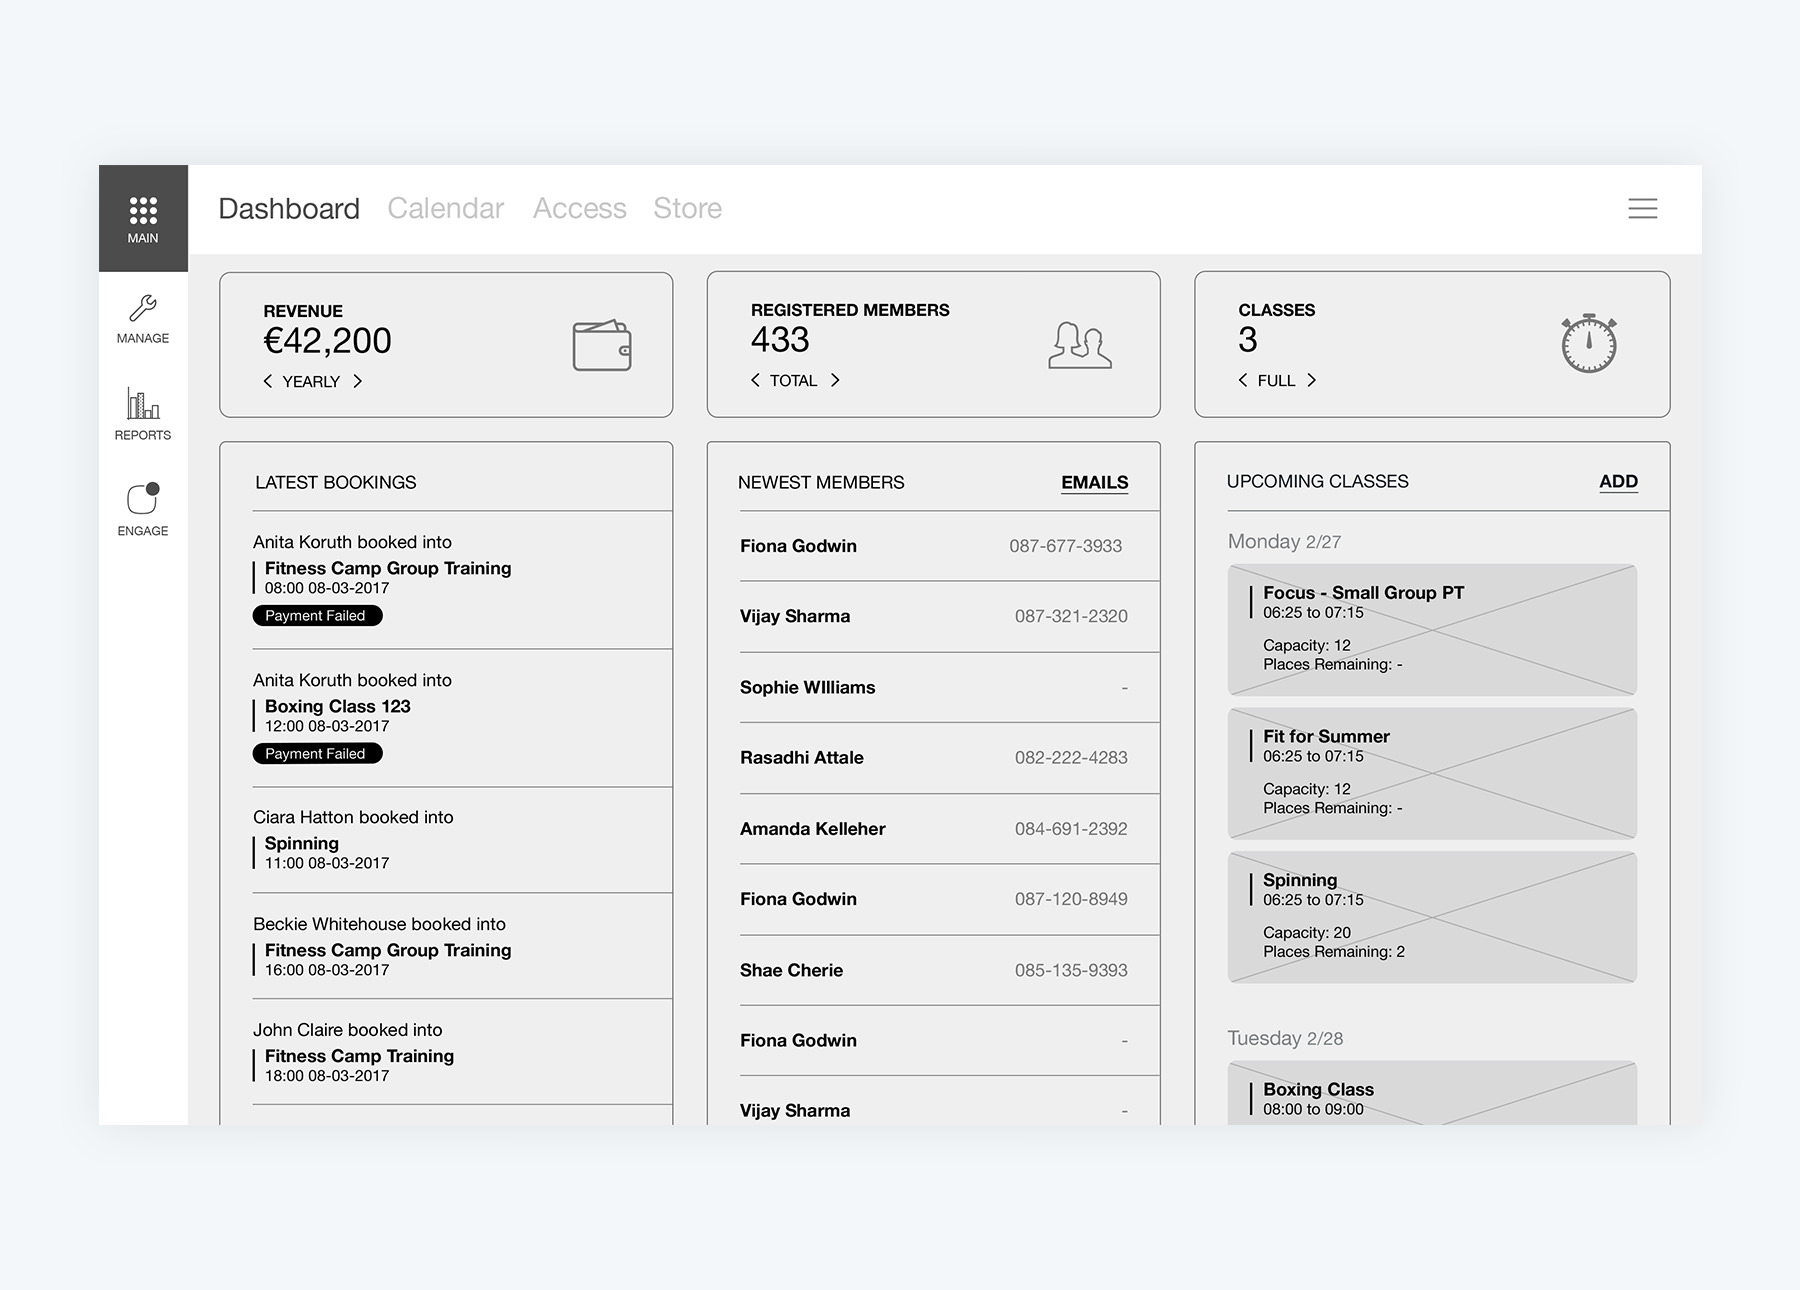 MAIN
MANAGE
REPORTS
ENGAGE
Dashboard Calendar Access Store
REVENUE
€42,200
YEARLY
REGISTERED MEMBERS
433
TOTAL
CLASSES
3
FULL
LATEST BOOKINGS
Anita Koruth booked into
Fitness Camp Group Training
08:00 08-03-2017
Payment Failed
Anita Koruth booked into
Boxing Class 123
12:00 08-03-2017
Payment Failed
Ciara Hatton booked into
Spinning
11:00 08-03-2017
Beckie Whitehouse booked into
Fitness Camp Group Training
16:00 08-03-2017
John Claire booked into
Fitness Camp Training
18:00 08-03-2017
NEWEST MEMBERS EMAILS
Fiona Godwin 087-677-3933
Vijay Sharma 087-321-2320
Sophie WIlliams -
Rasadhi Attale 082-222-4283
Amanda Kelleher 084-691-2392
Fiona Godwin 087-120-8949
Shae Cherie 085-135-9393
Fiona Godwin -
Vijay Sharma -
UPCOMING CLASSES ADD
Monday 2/27
Focus - Small Group PT
06:25 to 07:15
Capacity: 12
Places Remaining: -
Fit for Summer
06:25 to 07:15
Capacity: 12
Places Remaining: -
Spinning
06:25 to 07:15
Capacity: 20
Places Remaining: 2
Tuesday 2/28
Boxing Class
08:00 to 09:00